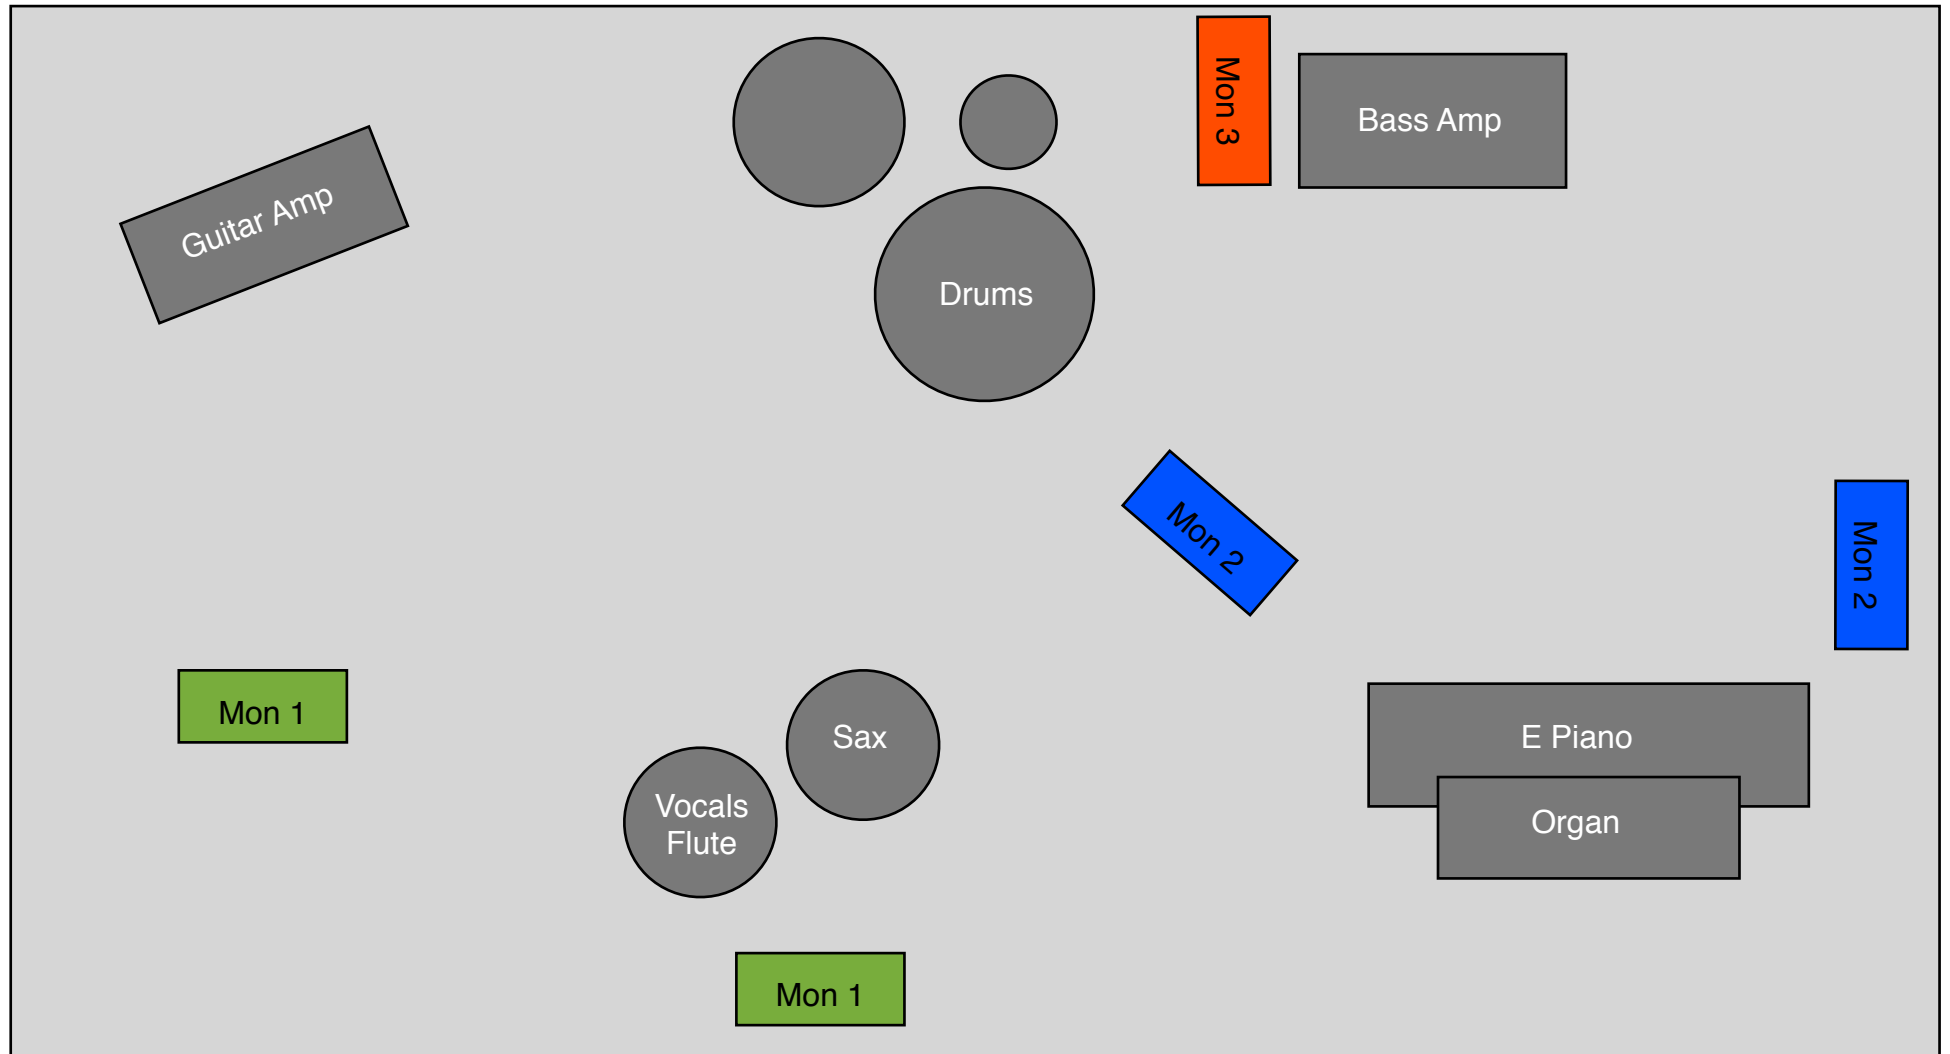 Mon 3
Bass Amp
Guitar Amp
Drums
Mon 2
Mon 2
Mon 1
Sax
E Piano
Vocals
Flute
Organ
Mon 1